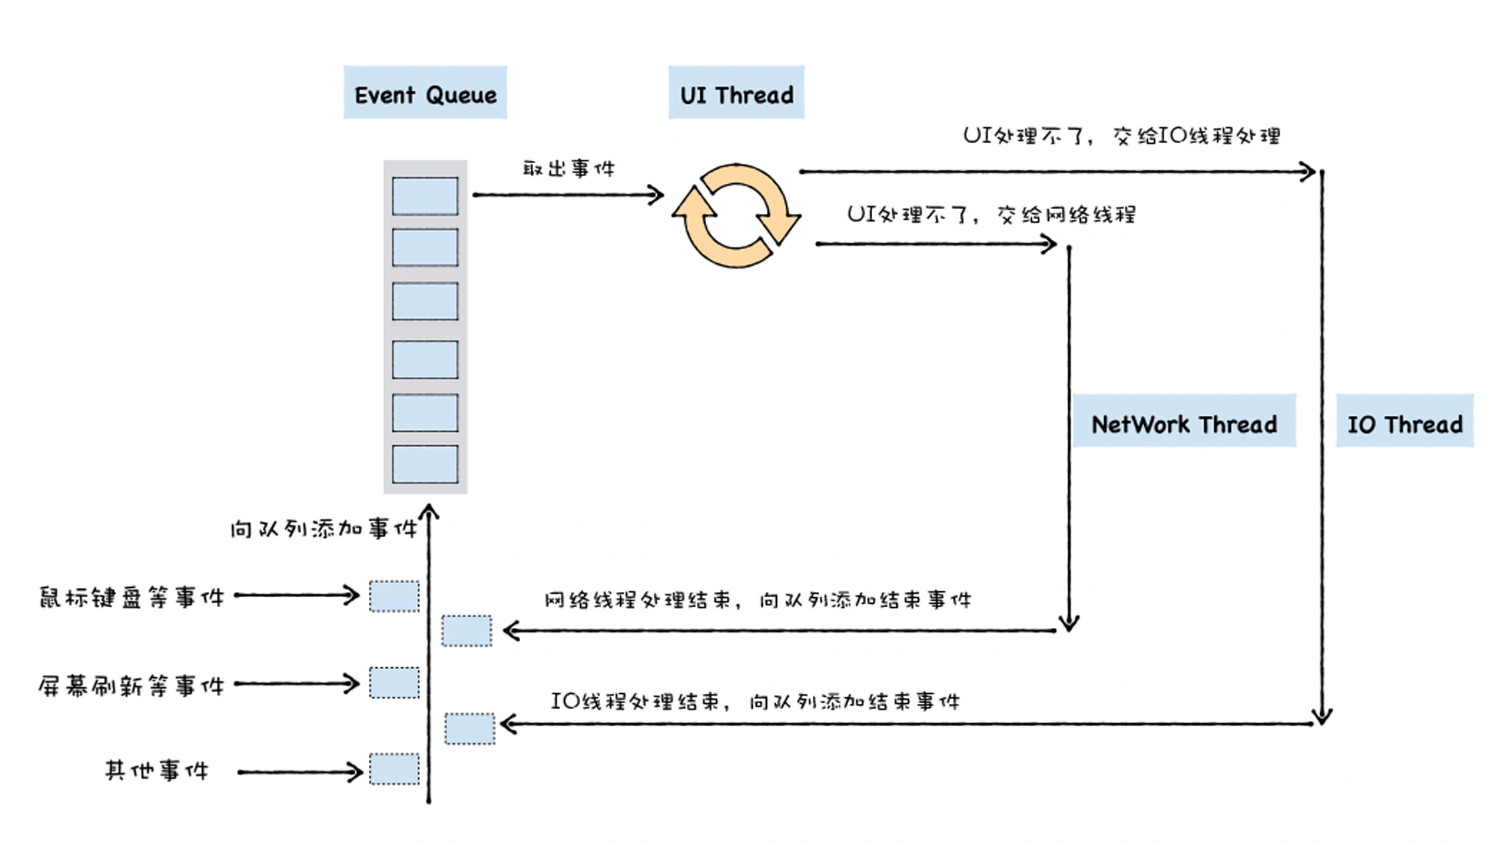 Event Queue
UI Thread
UI处理不了，交给IO线程处理
取出事件
UI处理不了，交给网络线程
NetWork Thread
IO Thread
向队列添加事件
鼠标键盘等事件
网络线程处理结束，向队列添加结束事件
屏幕刷新等事件
IO线程处理结束，向队列添加结束事件
其他事件